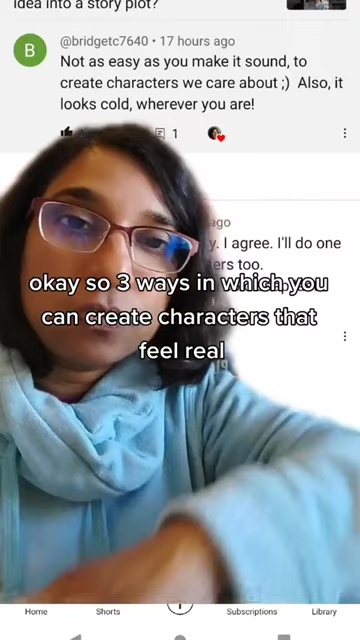 idea into a story plot?
B
@bridgetc7640 • 17 hours ago
Not as easy as you make it sound, to
create characters we care about ;) Also, it
looks cold, wherever you are!
1
ago
y. I agree. I'll do one
ers too.
okay so 3 ways in which you
can create characters that
feel real
Home Shorts Subscriptions Library